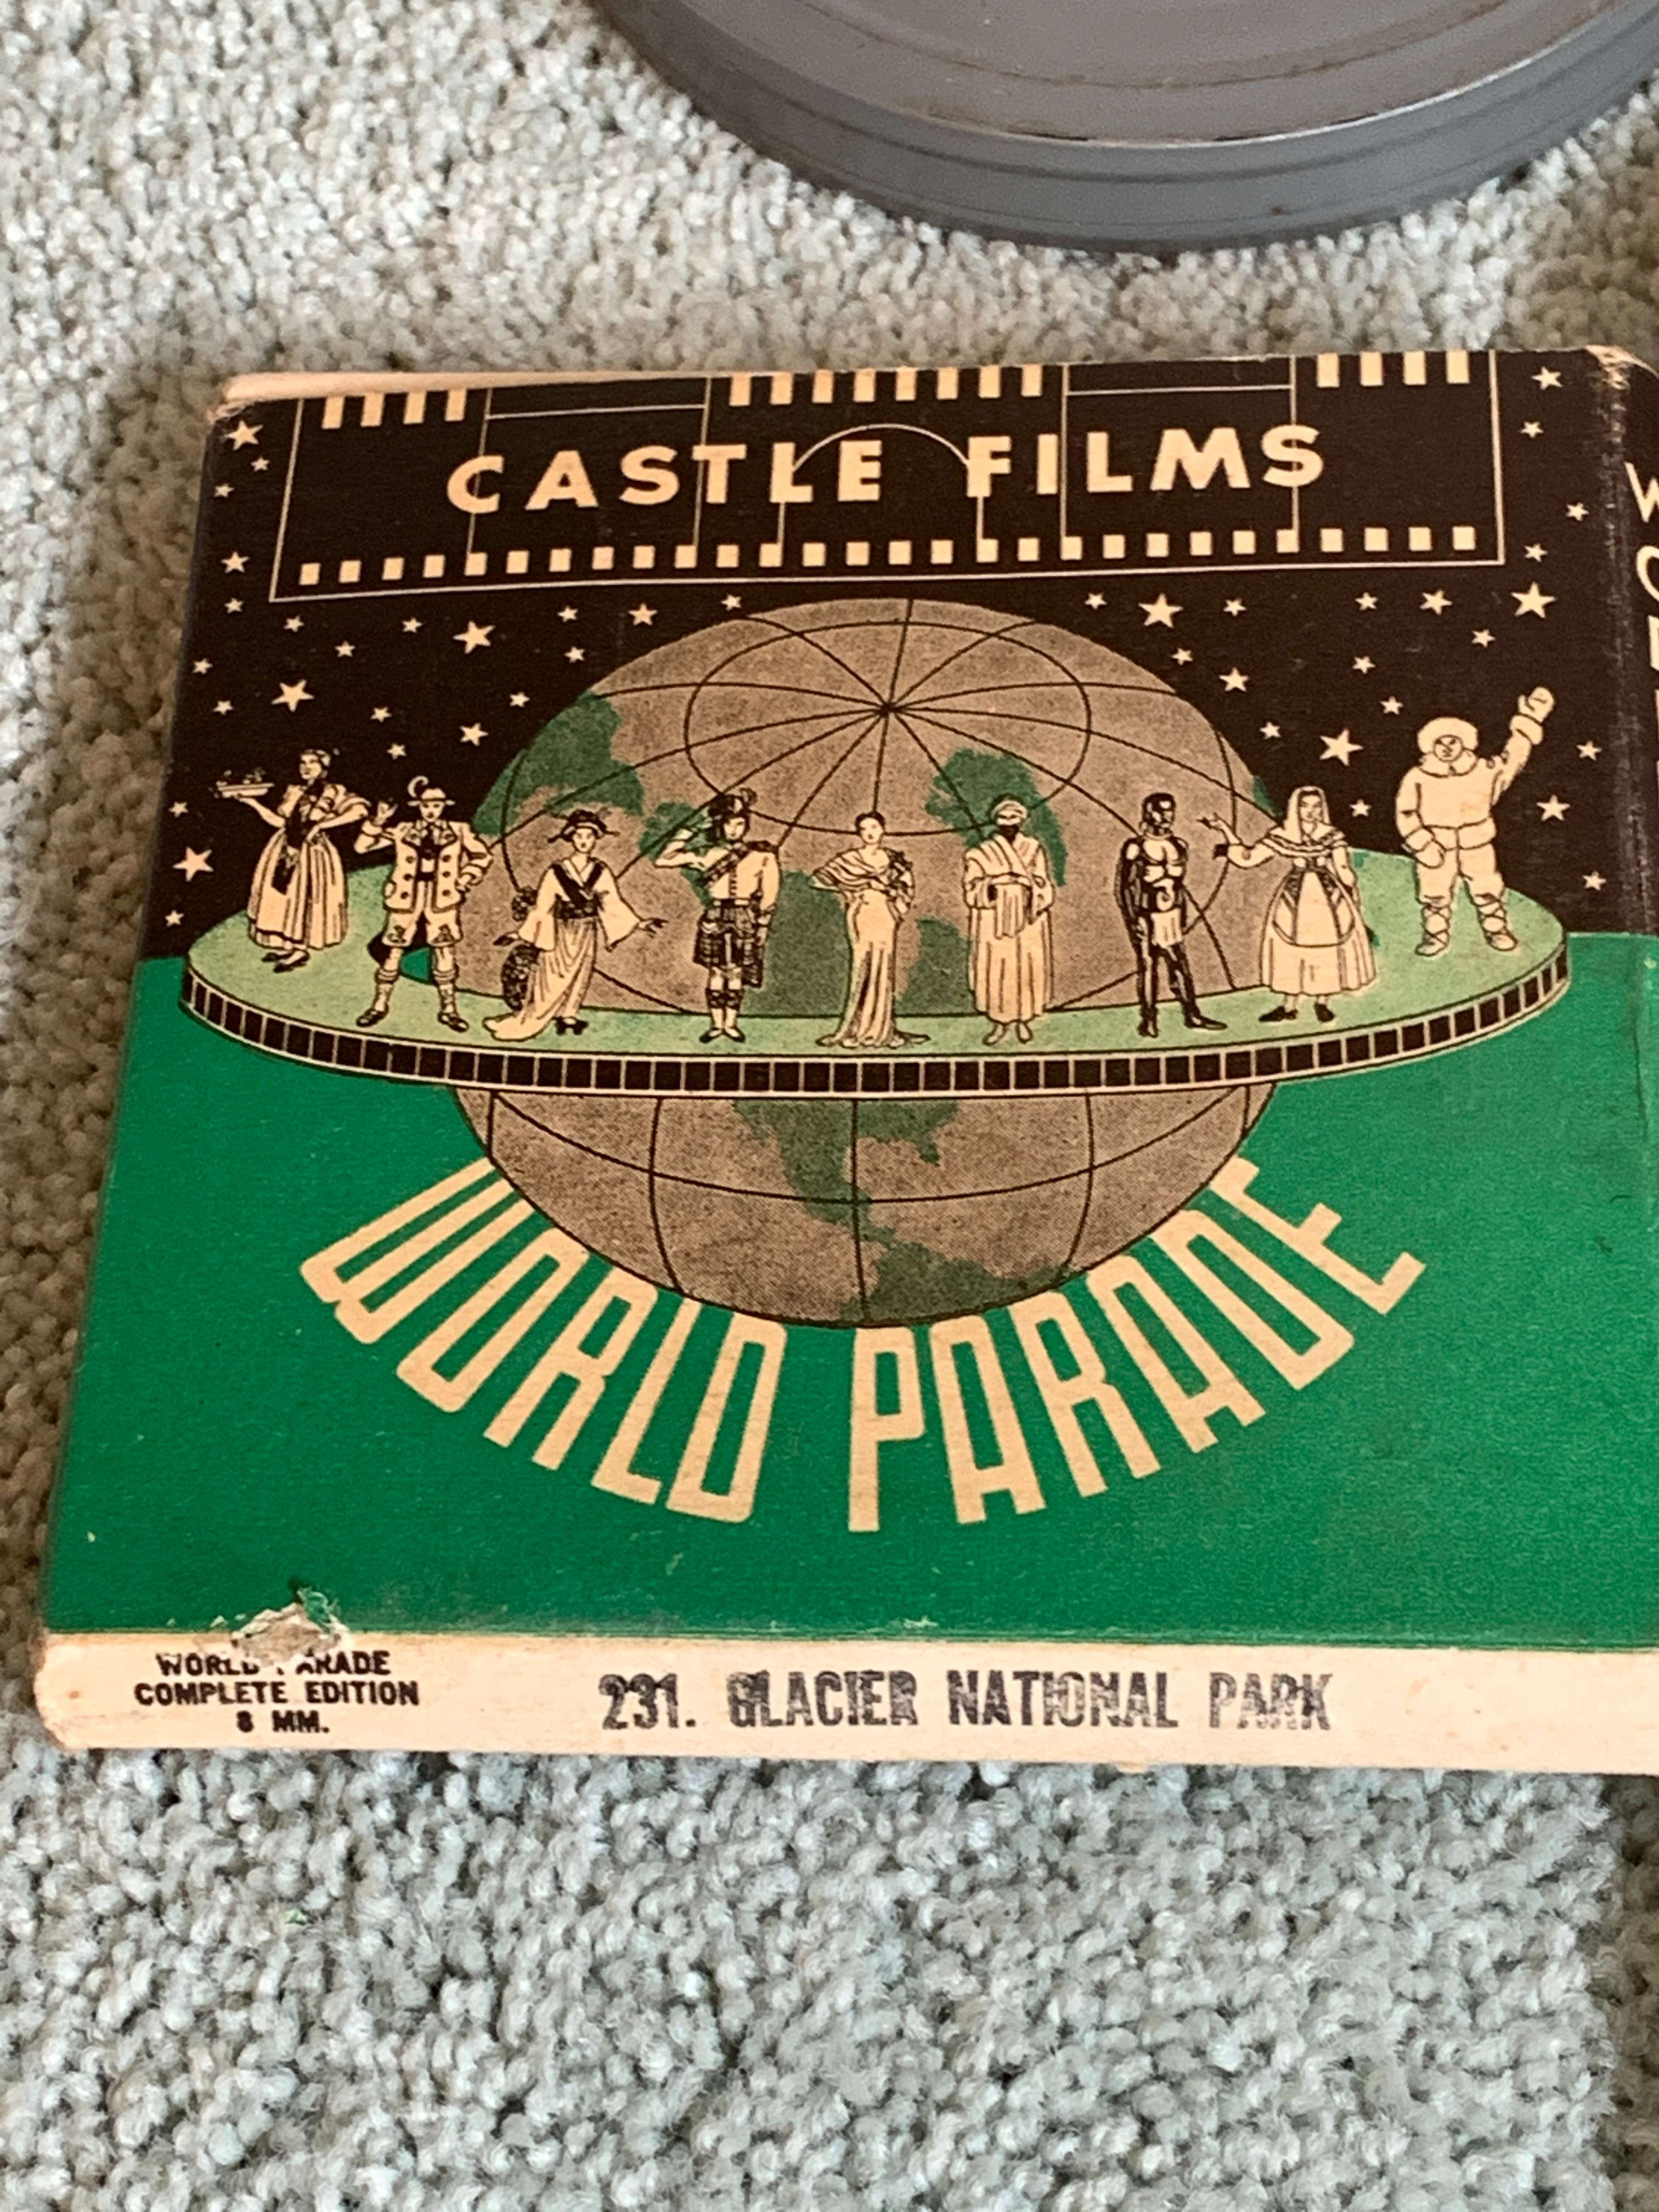 CASTLE FILMS
WORLD PARADE
WORLD PARADE
COMPLETE EDITION
8 MM.
231. GLACIER NATIONAL PARK